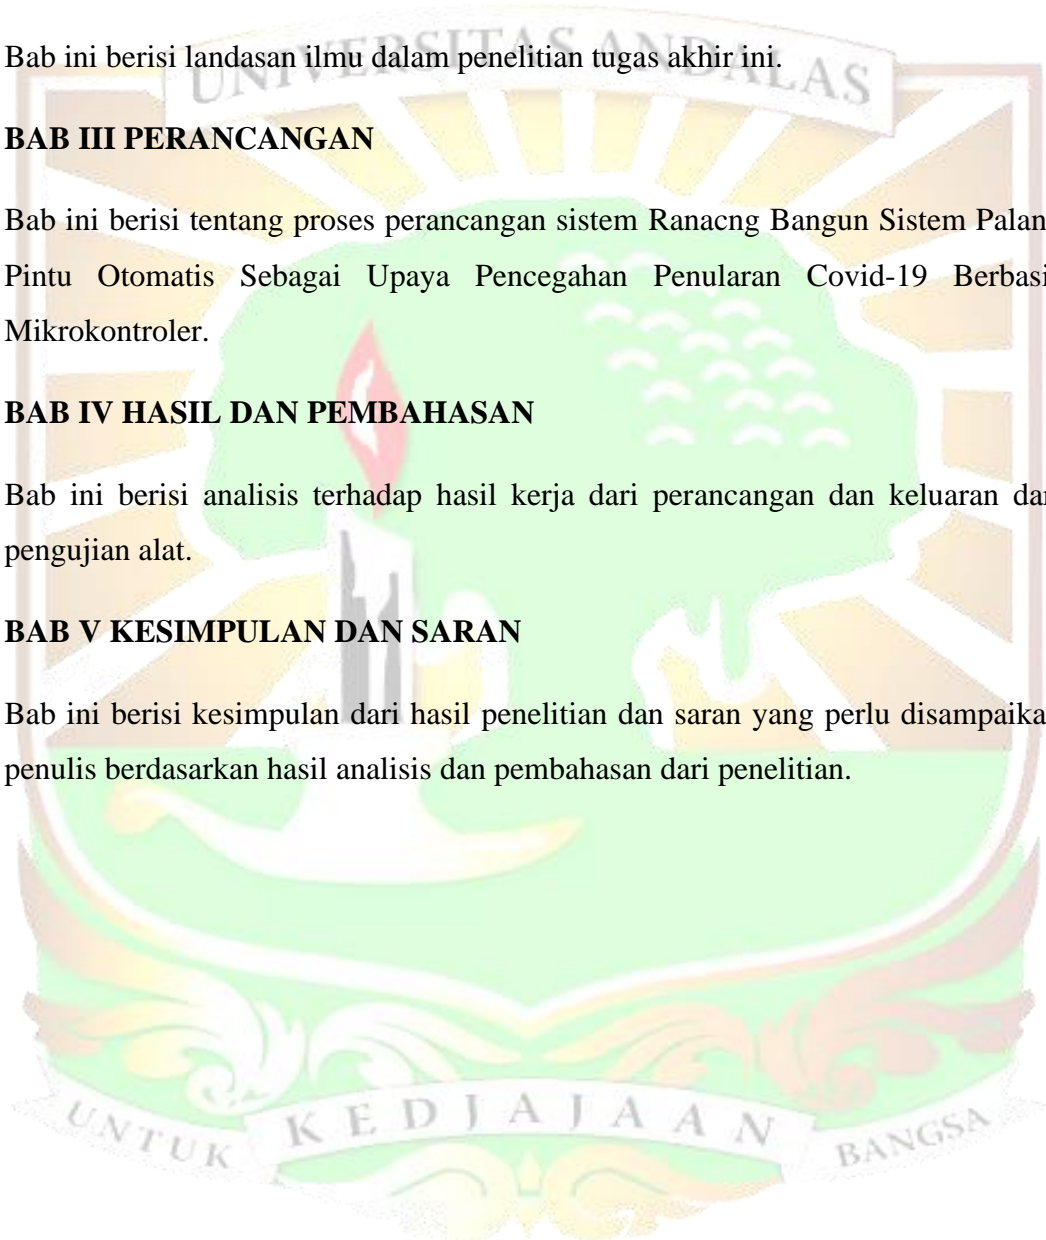 UNIVERSITAS ANDALAS
Bab ini berisi landasan ilmu dalam penelitian tugas akhir ini.
BAB III PERANCANGAN
Bab ini berisi tentang proses perancangan sistem Ranacng Bangun Sistem Palan
Pintu Otomatis Sebagai Upaya Pencegahan Penularan Covid-19 Berbasi
Mikrokontroler.
BAB IV HASIL DAN PEMBAHASAN
Bab ini berisi analisis terhadap hasil kerja dari perancangan dan keluaran dar
pengujian alat.
BAB V KESIMPULAN DAN SARAN
Bab ini berisi kesimpulan dari hasil penelitian dan saran yang perlu disampaika
penulis berdasarkan hasil analisis dan pembahasan dari penelitian.
UNTUK KEDJAJAAN BANGSA